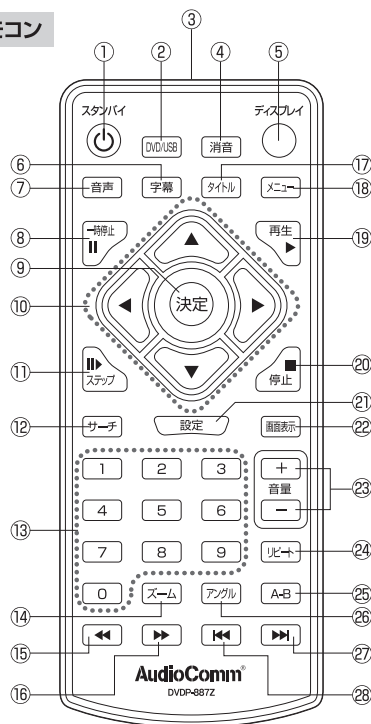 モコン
① ② ③ ④ ⑤
スタンバイ ディスプレイ
DVD/USB 消音
⑥ ⑰
⑦ 音声 字幕 タイトル メニュー ⑱
⑧ 一時停止 再生 ⑲
⑨
⑩ 決定
⑪ ステップ 停止 ⑳
㉑
⑫ サーチ 設定 画面表示 ㉒
1 2 3 +
⑬ 4 5 6 音量 ㉓
−
7 8 9 リピート ㉔
0 ズーム アングル A-B ㉕
⑭ ㉖
⑮ ㉗
⑯ AudioComm® ㉘
DVDP-887Z